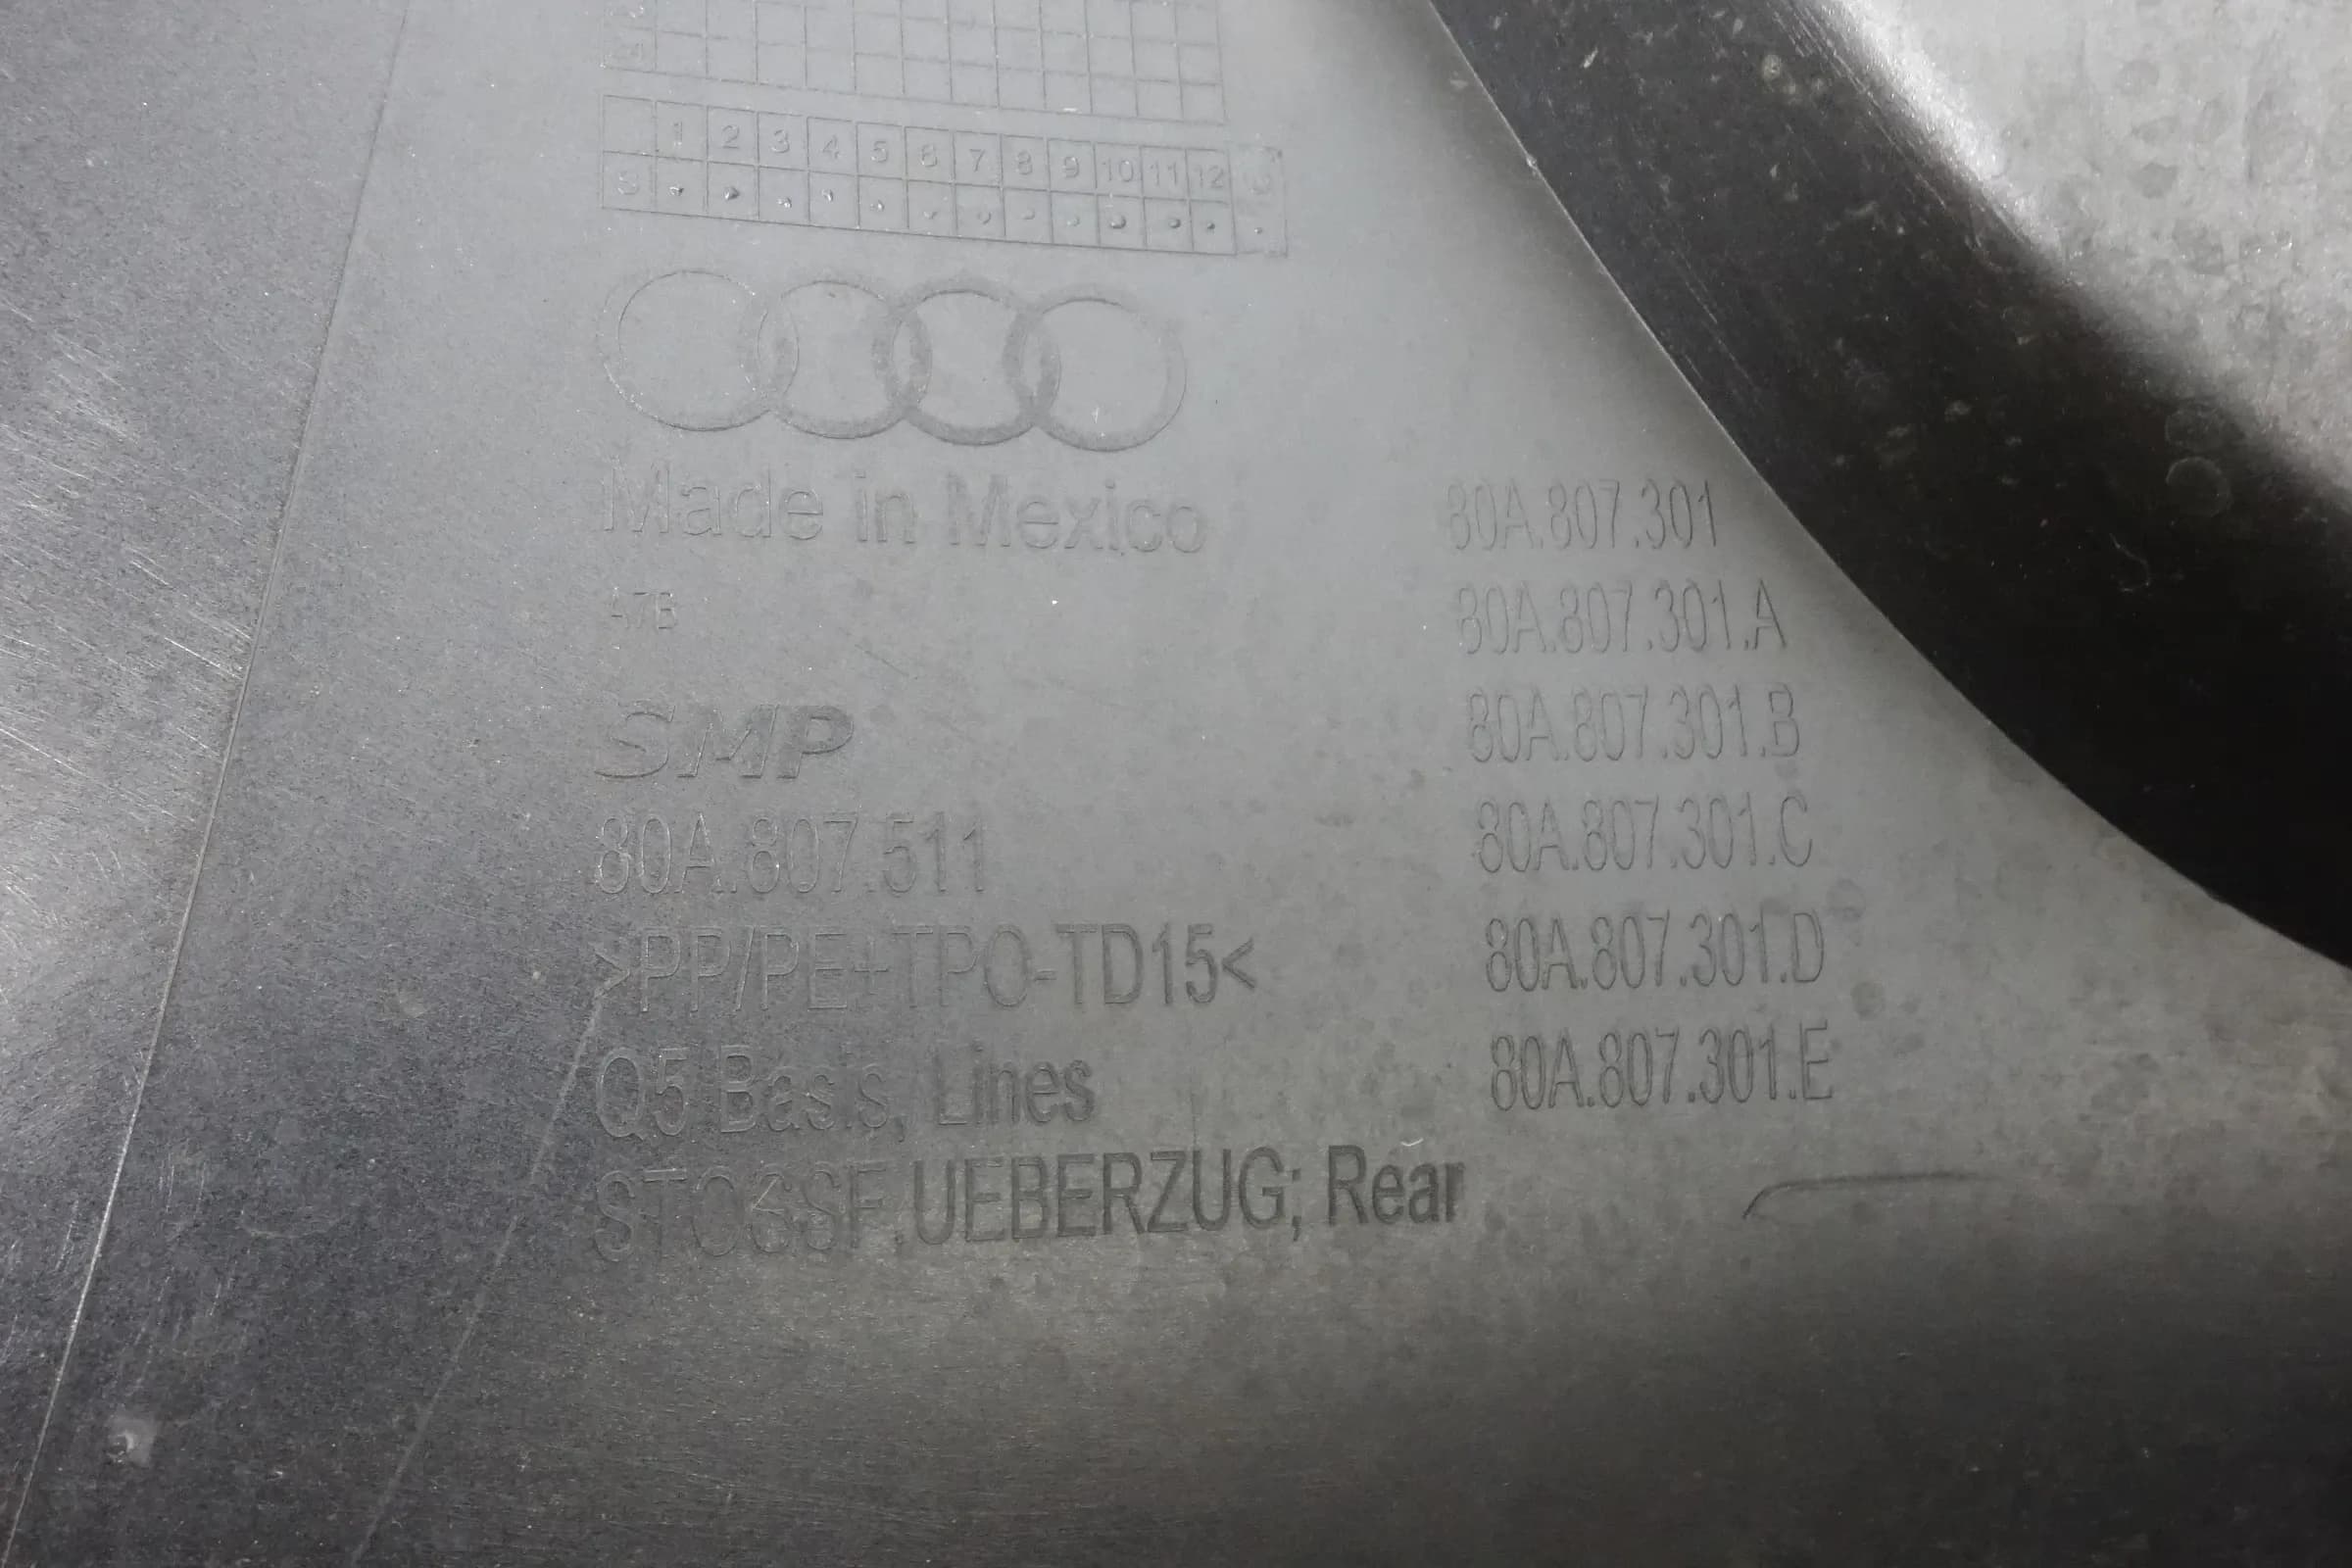 1 2 3 4 5 6 7 8 9 10 11 12
Made in Mexico
47B
SMP
80A.807.511
>PP/PE+TPO-TD15<
Q5 Basis, Lines
STOSSF.UEBERZUG; Rear
80A.807.301
80A.807.301.A
80A.807.301.B
80A.807.301.C
80A.807.301.D
80A.807.301.E